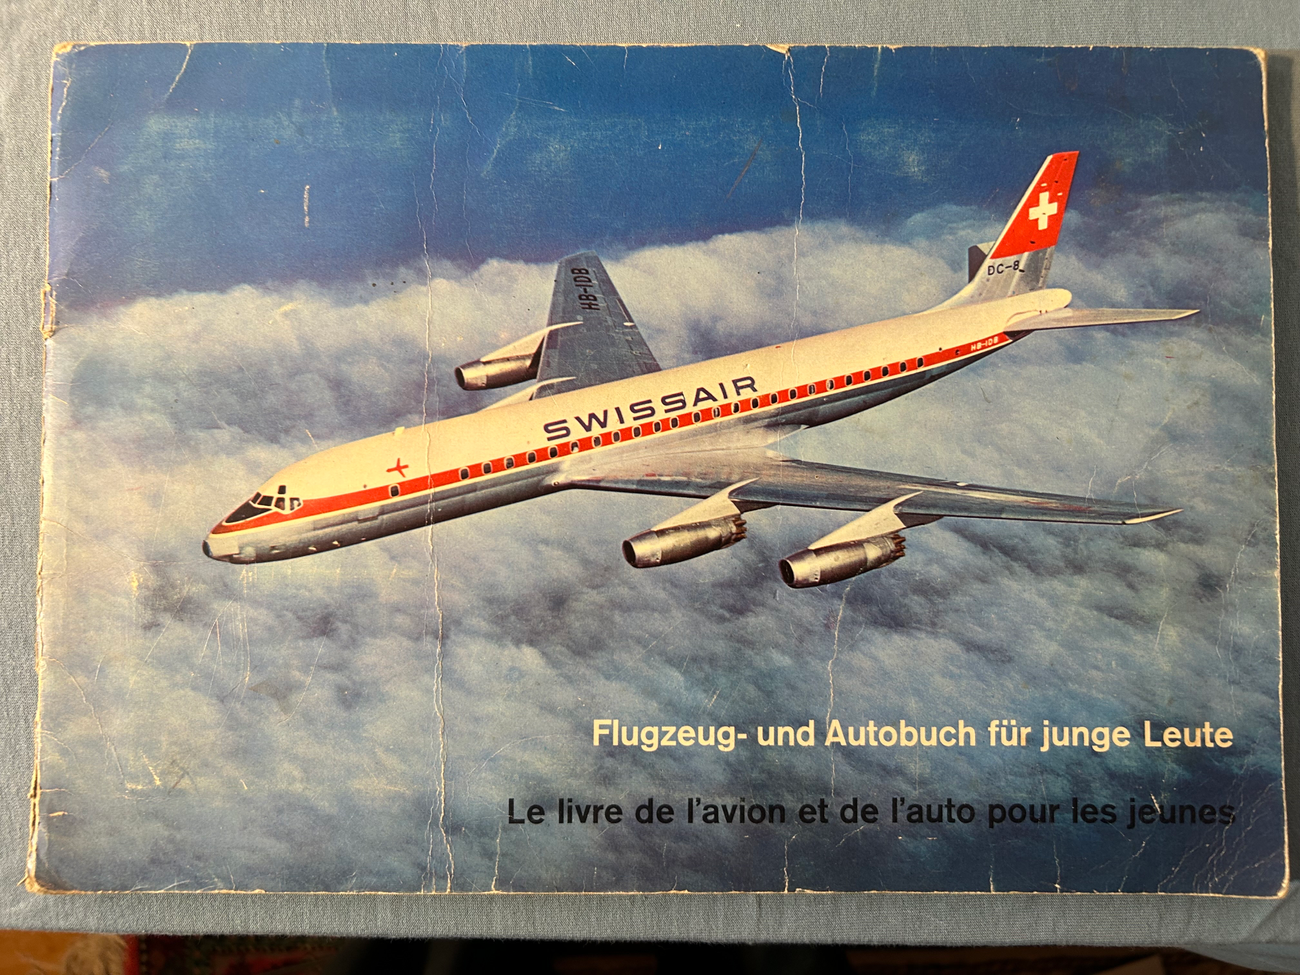 DC-8
HB-IDB
HB-IDB
SWISSAIR
Flugzeug- und Autobuch für junge Leute
Le livre de l'avion et de l'auto pour les jeunes